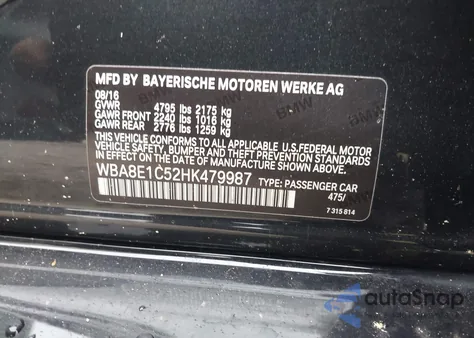 MFD BY BAYERISCHE MOTOREN WERKE AG
08/16
GVWR 4795 lbs 2175 kg
GAWR FRONT 2240 lbs 1016 kg
GAWR REAR 2776 lbs 1259 kg
THIS VEHICLE CONFORMS TO ALL APPLICABLE U.S. FEDERAL MOTOR
VEHICLE SAFETY, BUMPER AND THEFT PREVENTION STANDARDS
IN EFFECT ON THE DATE OF MANUFACTURE SHOWN ABOVE.
WBA8E1C52HK479987 TYPE: PASSENGER CAR
475/
7 315 814
autoSnap